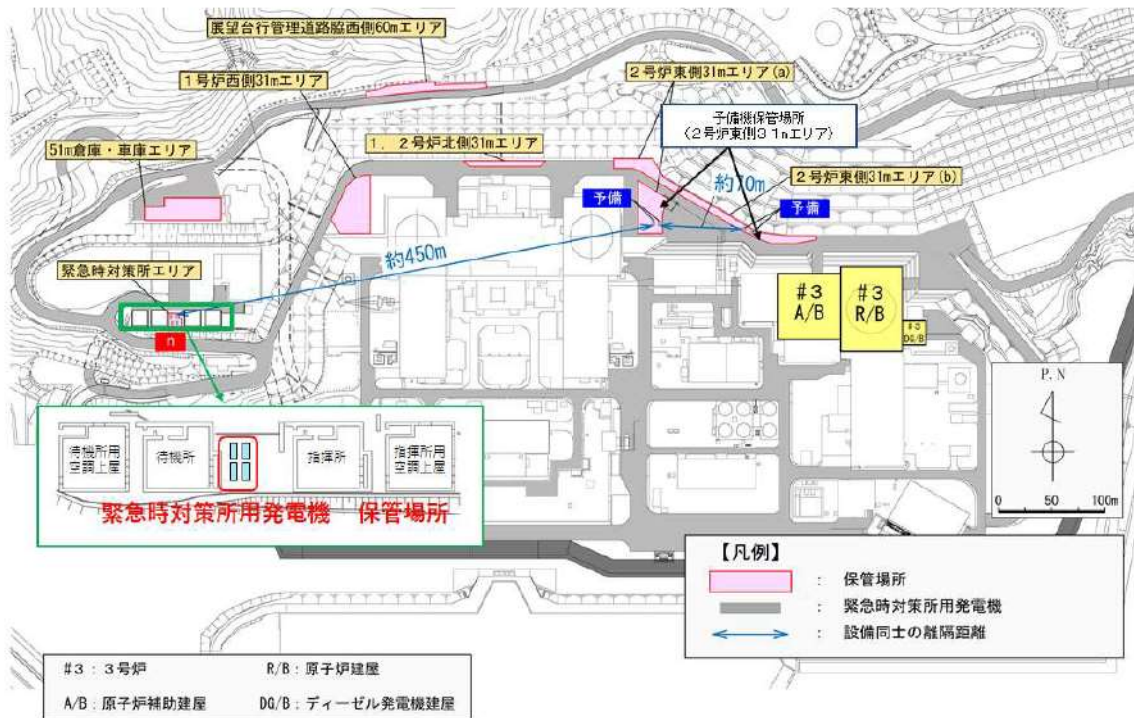 展望台行管理道路脇西側60mエリア
1号炉西側31mエリア
2号炉東側31mエリア(a)
予備機保管場所
(2号炉東側31nエリア)
1,2号炉北側31mエリア
51m倉庫・車庫エリア
約70m
2号炉東側31mエリア(b)
予備
予備
約450m
緊急時対策所エリア
n
#3
A/B
#3
R/B
#3
DG/B
P.N
0 50 100m
待機所用
空調上屋
待機所
指揮所
指揮所用
空調上屋
緊急時対策所用発電機 保管場所
【凡例】
: 保管場所
: 緊急時対策所用発電機
: 設備同士の離隔距離
#3:3号炉 R/B:原子炉建屋
A/B:原子炉補助建屋 DG/B:ディーゼル発電機建屋